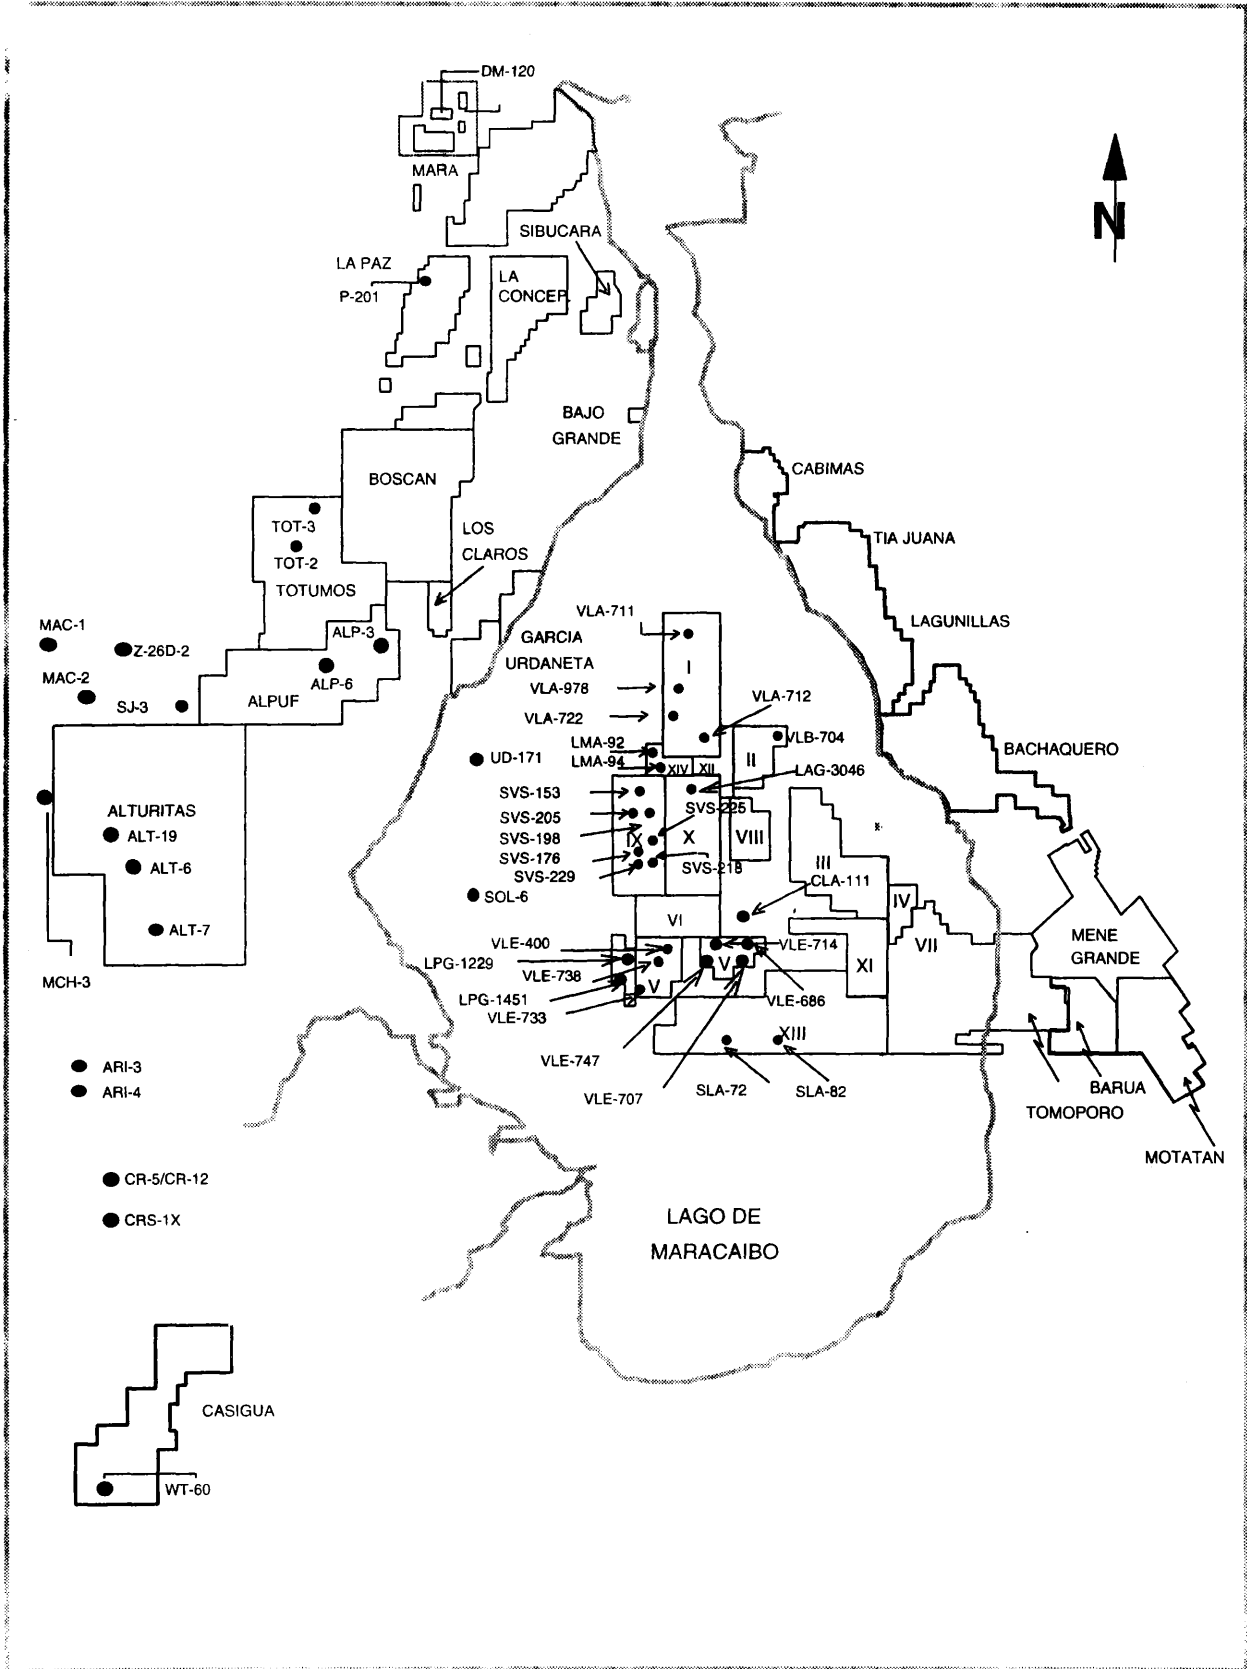 DM-120
MARA
N
SIBUCARA
LA PAZ
P-201
LA
CONCEP.
BAJO
GRANDE
CABIMAS
BOSCAN
TOT-3
TOT-2
TOTUMOS
LOS
CLAROS
TIA JUANA
LAGUNILLAS
MAC-1
Z-26D-2
MAC-2
SJ-3
ALP-3
ALP-6
ALPUF
GARCIA
URDANETA
VLA-711
I
VLA-978
VLA-722
VLA-712
LMA-92
LMA-94
XIV
XII
II
VLB-704
LAG-3046
BACHAQUERO
UD-171
ALTURITAS
ALT-19
ALT-6
ALT-7
MCH-3
SVS-153
SVS-205
SVS-198
SVS-176
SVS-229
IX
X
SVS-225
SVS-218
VIII
III
CLA-111
IV
VII
SOL-6
VI
VLE-400
LPG-1229
VLE-738
LPG-1451
VLE-733
V
V
VLE-714
VLE-686
XI
MENE
GRANDE
XIII
VLE-747
VLE-707
SLA-72
SLA-82
BARUA
TOMOPORO
MOTATAN
ARI-3
ARI-4
CR-5/CR-12
CRS-1X
LAGO DE
MARACAIBO
CASIGUA
WT-60